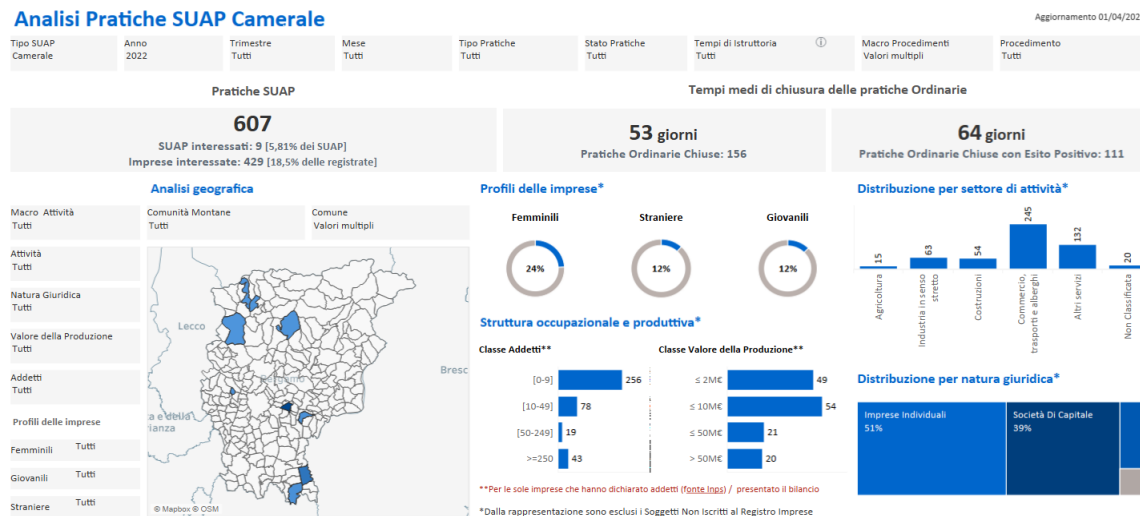 Analisi Pratiche SUAP Camerale
Aggiornamento 01/04/202
Tipo SUAP
Camerale
Anno
2022
Trimestre
Tutti
Mese
Tutti
Tipo Pratiche
Tutti
Stato Pratiche
Tutti
Tempi di Istruttoria
Tutti
Macro Procedimenti
Valori multipli
Procedimento
Tutti
Pratiche SUAP
Tempi medi di chiusura delle pratiche Ordinarie
607
SUAP interessati: 9 [5,81% dei SUAP]
Imprese interessate: 429 [18,5% delle registrate]
53 giorni
Pratiche Ordinarie Chiuse: 156
64 giorni
Pratiche Ordinarie Chiuse con Esito Positivo: 111
Analisi geografica
Macro Attività
Tutti
Comunità Montane
Tutti
Comune
Valori multipli
Attività
Tutti
Natura Giuridica
Tutti
Valore della Produzione
Tutti
Addetti
Tutti
Profili delle imprese
Femminili Tutti
Giovanili Tutti
Straniere Tutti
Lecco
Bergamo
Bresc
a e della
rianza
© Mapbox © OSM
Profili delle imprese*
Femminili
Straniere
Giovanili
24%
12%
12%
Struttura occupazionale e produttiva*
Classe Addetti**
[0-9] 256
[10-49] 78
[50-249] 19
>=250 43
Classe Valore della Produzione**
≤ 2M€ 49
≤ 10M€ 54
≤ 50M€ 21
> 50M€ 20
**Per le sole imprese che hanno dichiarato addetti (fonte Inps) / presentato il bilancio
*Dalla rappresentazione sono esclusi i Soggetti Non Iscritti al Registro Imprese
Distribuzione per settore di attività*
15
63
54
245
132
20
Agricoltura
Industria in senso
stretto
Costruzioni
Commercio,
trasporti e alberghi
Altri servizi
Non Classificata
Distribuzione per natura giuridica*
Imprese Individuali
51%
Società Di Capitale
39%